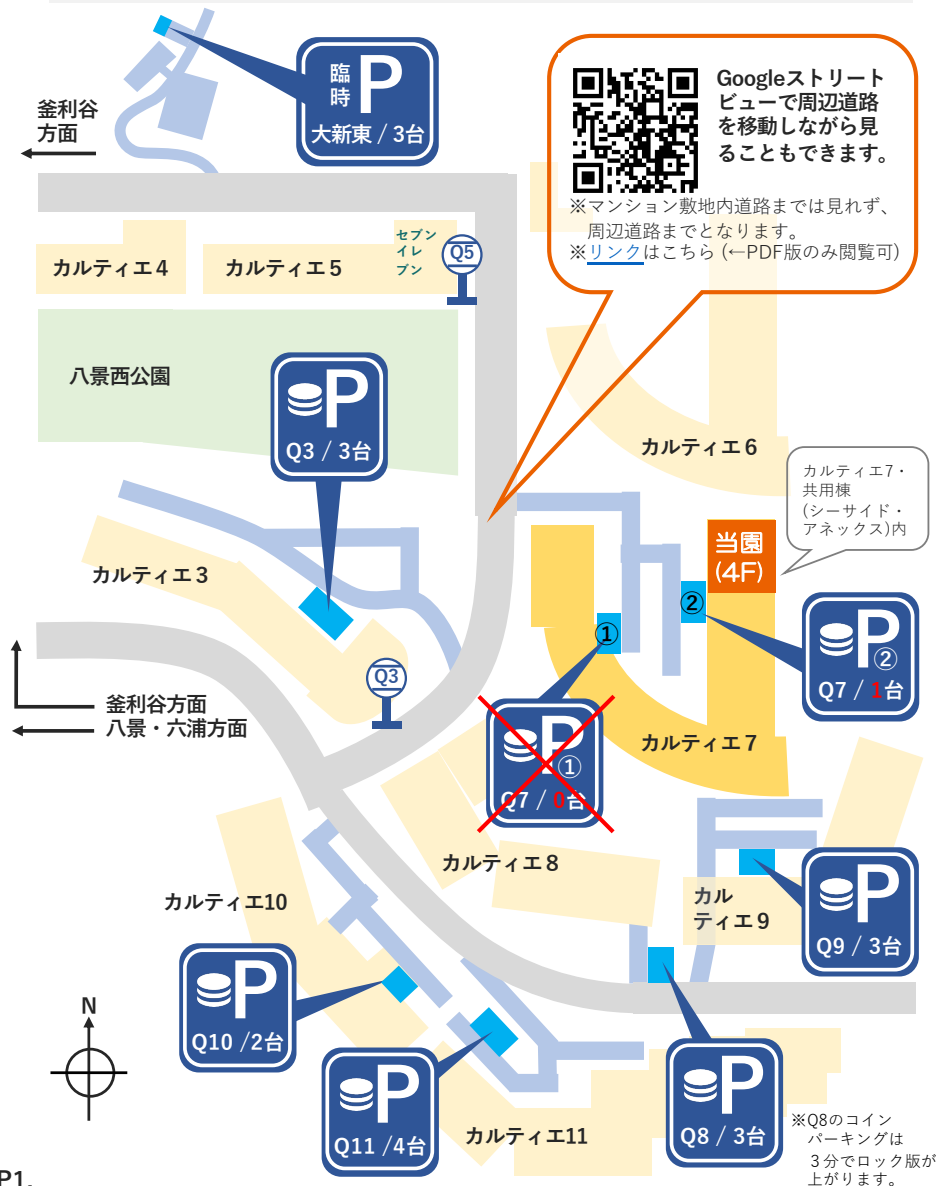 臨時
P
大新東 / 3台
釜利谷
方面
Googleストリート
ビューで周辺道路
を移動しながら見
ることもできます。
※マンション敷地内道路までは見れず、
周辺道路までとなります。
※リンクはこちら (←PDF版のみ閲覧可)
カルティエ4
カルティエ5
セブン
イレ
ブン
Q5
八景西公園
P
Q3 / 3台
カルティエ6
カルティエ7・
共用棟
(シーサイド・
アネックス)内
当園
(4F)
カルティエ3
①
②
P②
Q7 / 1台
Q3
釜利谷方面
八景・六浦方面
P①
Q7 / 0台
カルティエ7
カルティエ8
カル
ティエ9
P
Q9 / 3台
カルティエ10
P
Q10 /2台
N
P
Q11 /4台
カルティエ11
P
Q8 / 3台
※Q8のコイン
パーキングは
3分でロック版が
上がります。
P1.